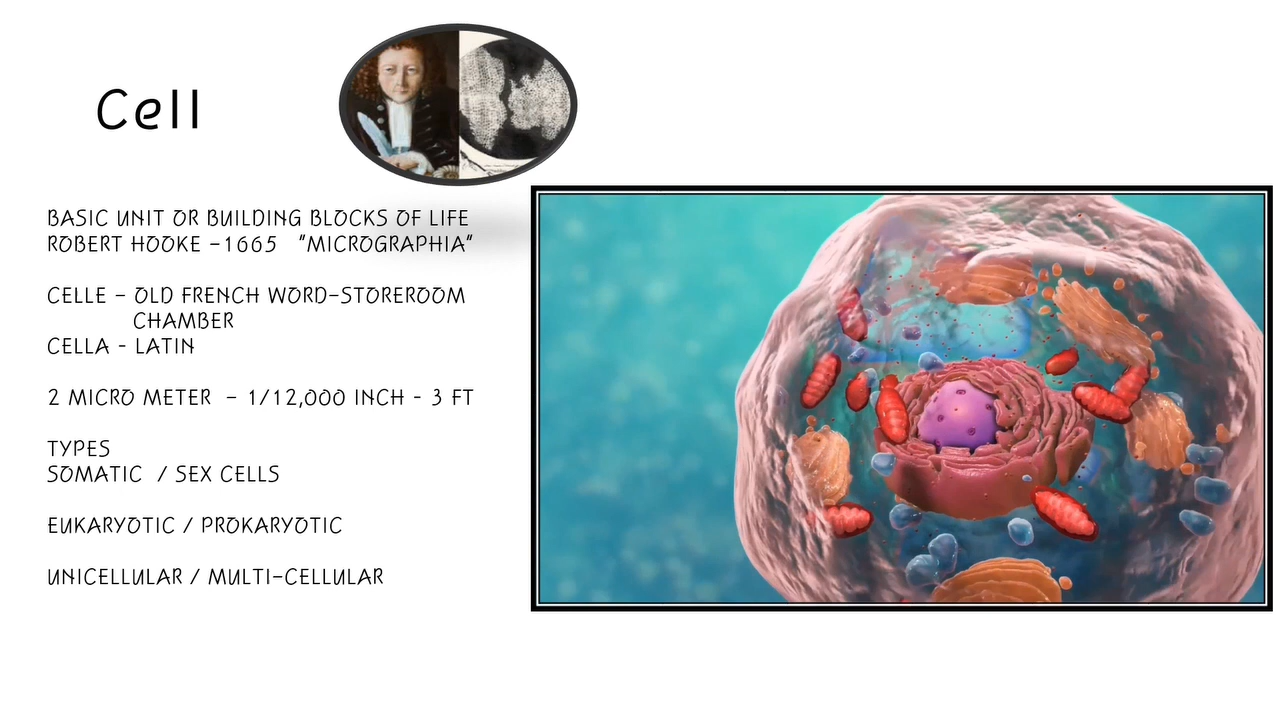 Cell
BASIC UNIT OR BUILDING BLOCKS OF LIFE
ROBERT HOOKE –1665 "MICROGRAPHIA"
CELLE – OLD FRENCH WORD–STOREROOM
CHAMBER
CELLA - LATIN
2 MICRO METER – 1/12,000 INCH - 3 FT
TYPES
SOMATIC / SEX CELLS
EUKARYOTIC / PROKARYOTIC
UNICELLULAR / MULTI–CELLULAR